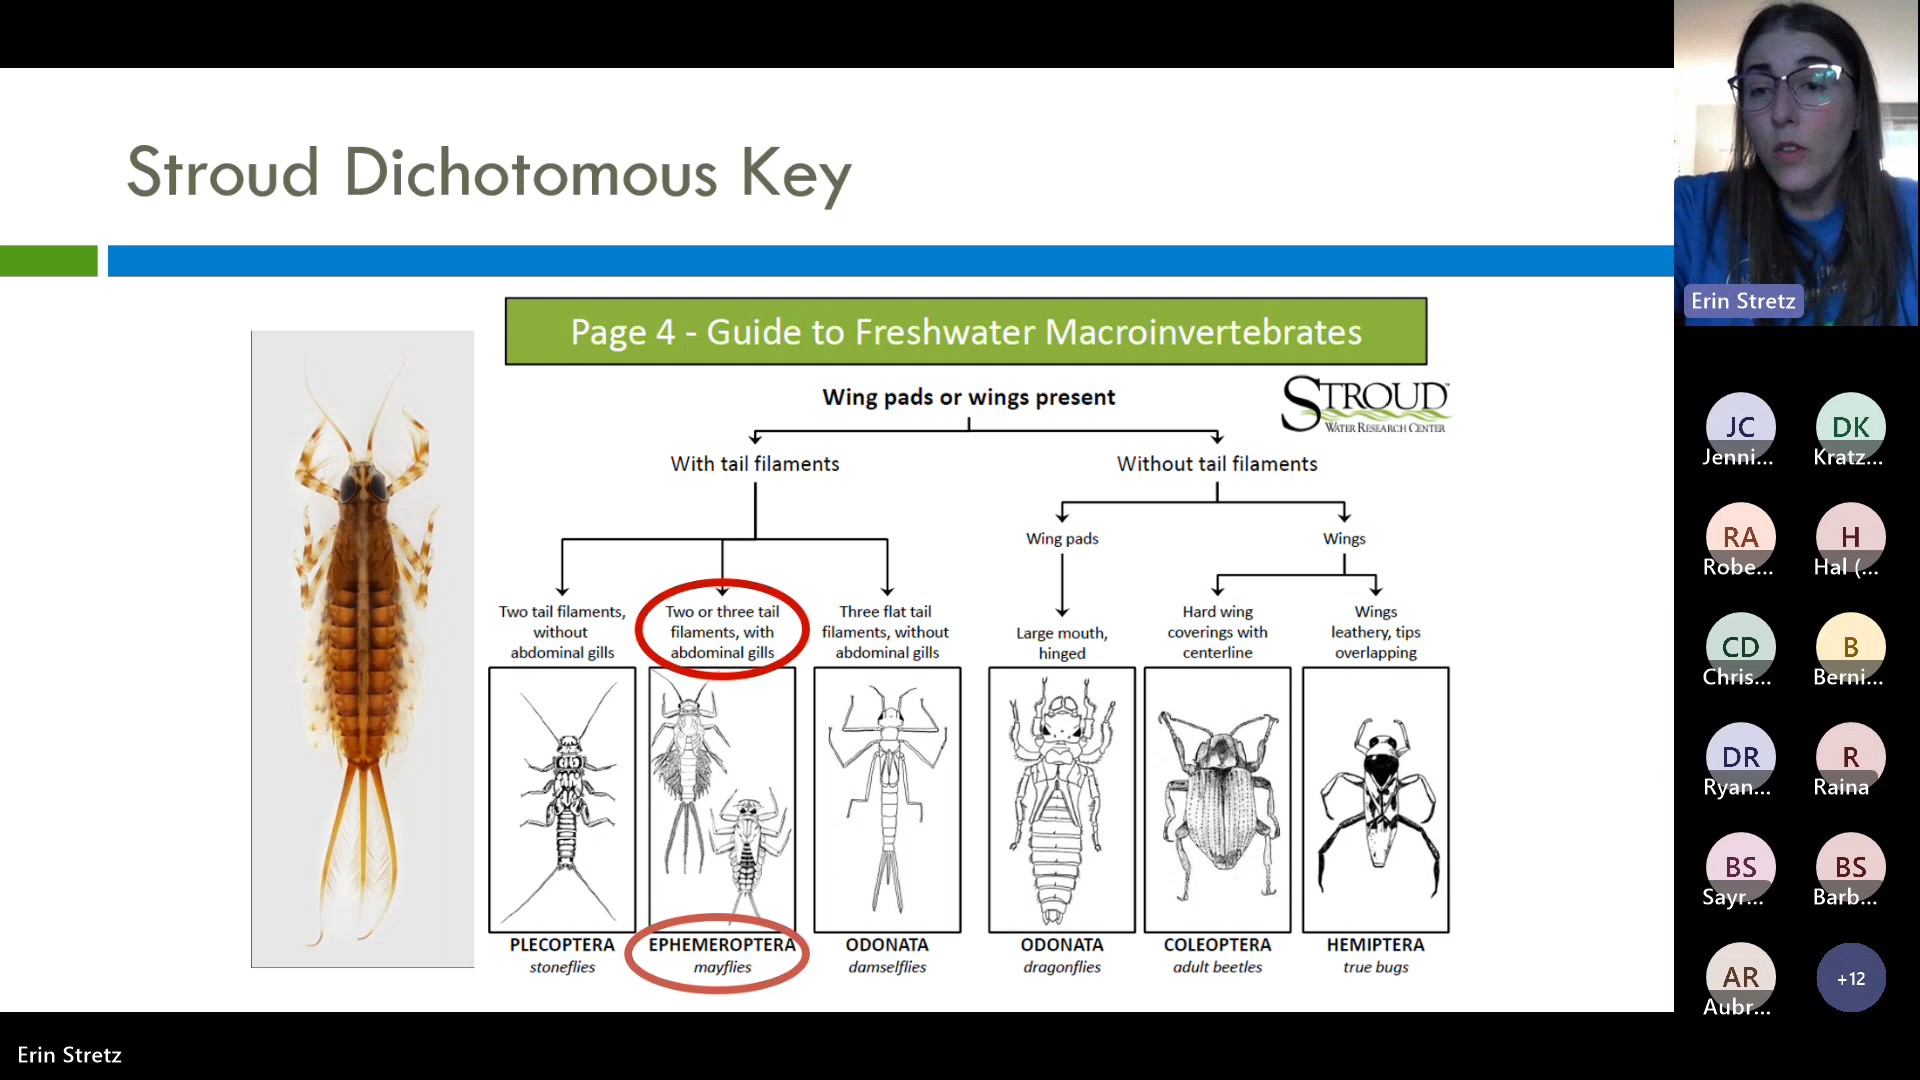 Stroud Dichotomous Key
Page 4 - Guide to Freshwater Macroinvertebrates
STROUD™
WATER RESEARCH CENTER
Wing pads or wings present
With tail filaments
Without tail filaments
Wing pads
Wings
Two tail filaments,
without
abdominal gills
Two or three tail
filaments, with
abdominal gills
Three flat tail
filaments, without
abdominal gills
Large mouth,
hinged
Hard wing
coverings with
centerline
Wings
leathery, tips
overlapping
PLECOPTERA
stoneflies
EPHEMEROPTERA
mayflies
ODONATA
damselflies
ODONATA
dragonflies
COLEOPTERA
adult beetles
HEMIPTERA
true bugs
Erin Stretz
Erin Stretz
JC
Jenni...
DK
Kratz...
RA
Robe...
H
Hal (...
CD
Chris...
B
Berni...
DR
Ryan...
R
Raina
BS
Sayr...
BS
Barb...
AR
Aubr...
+12